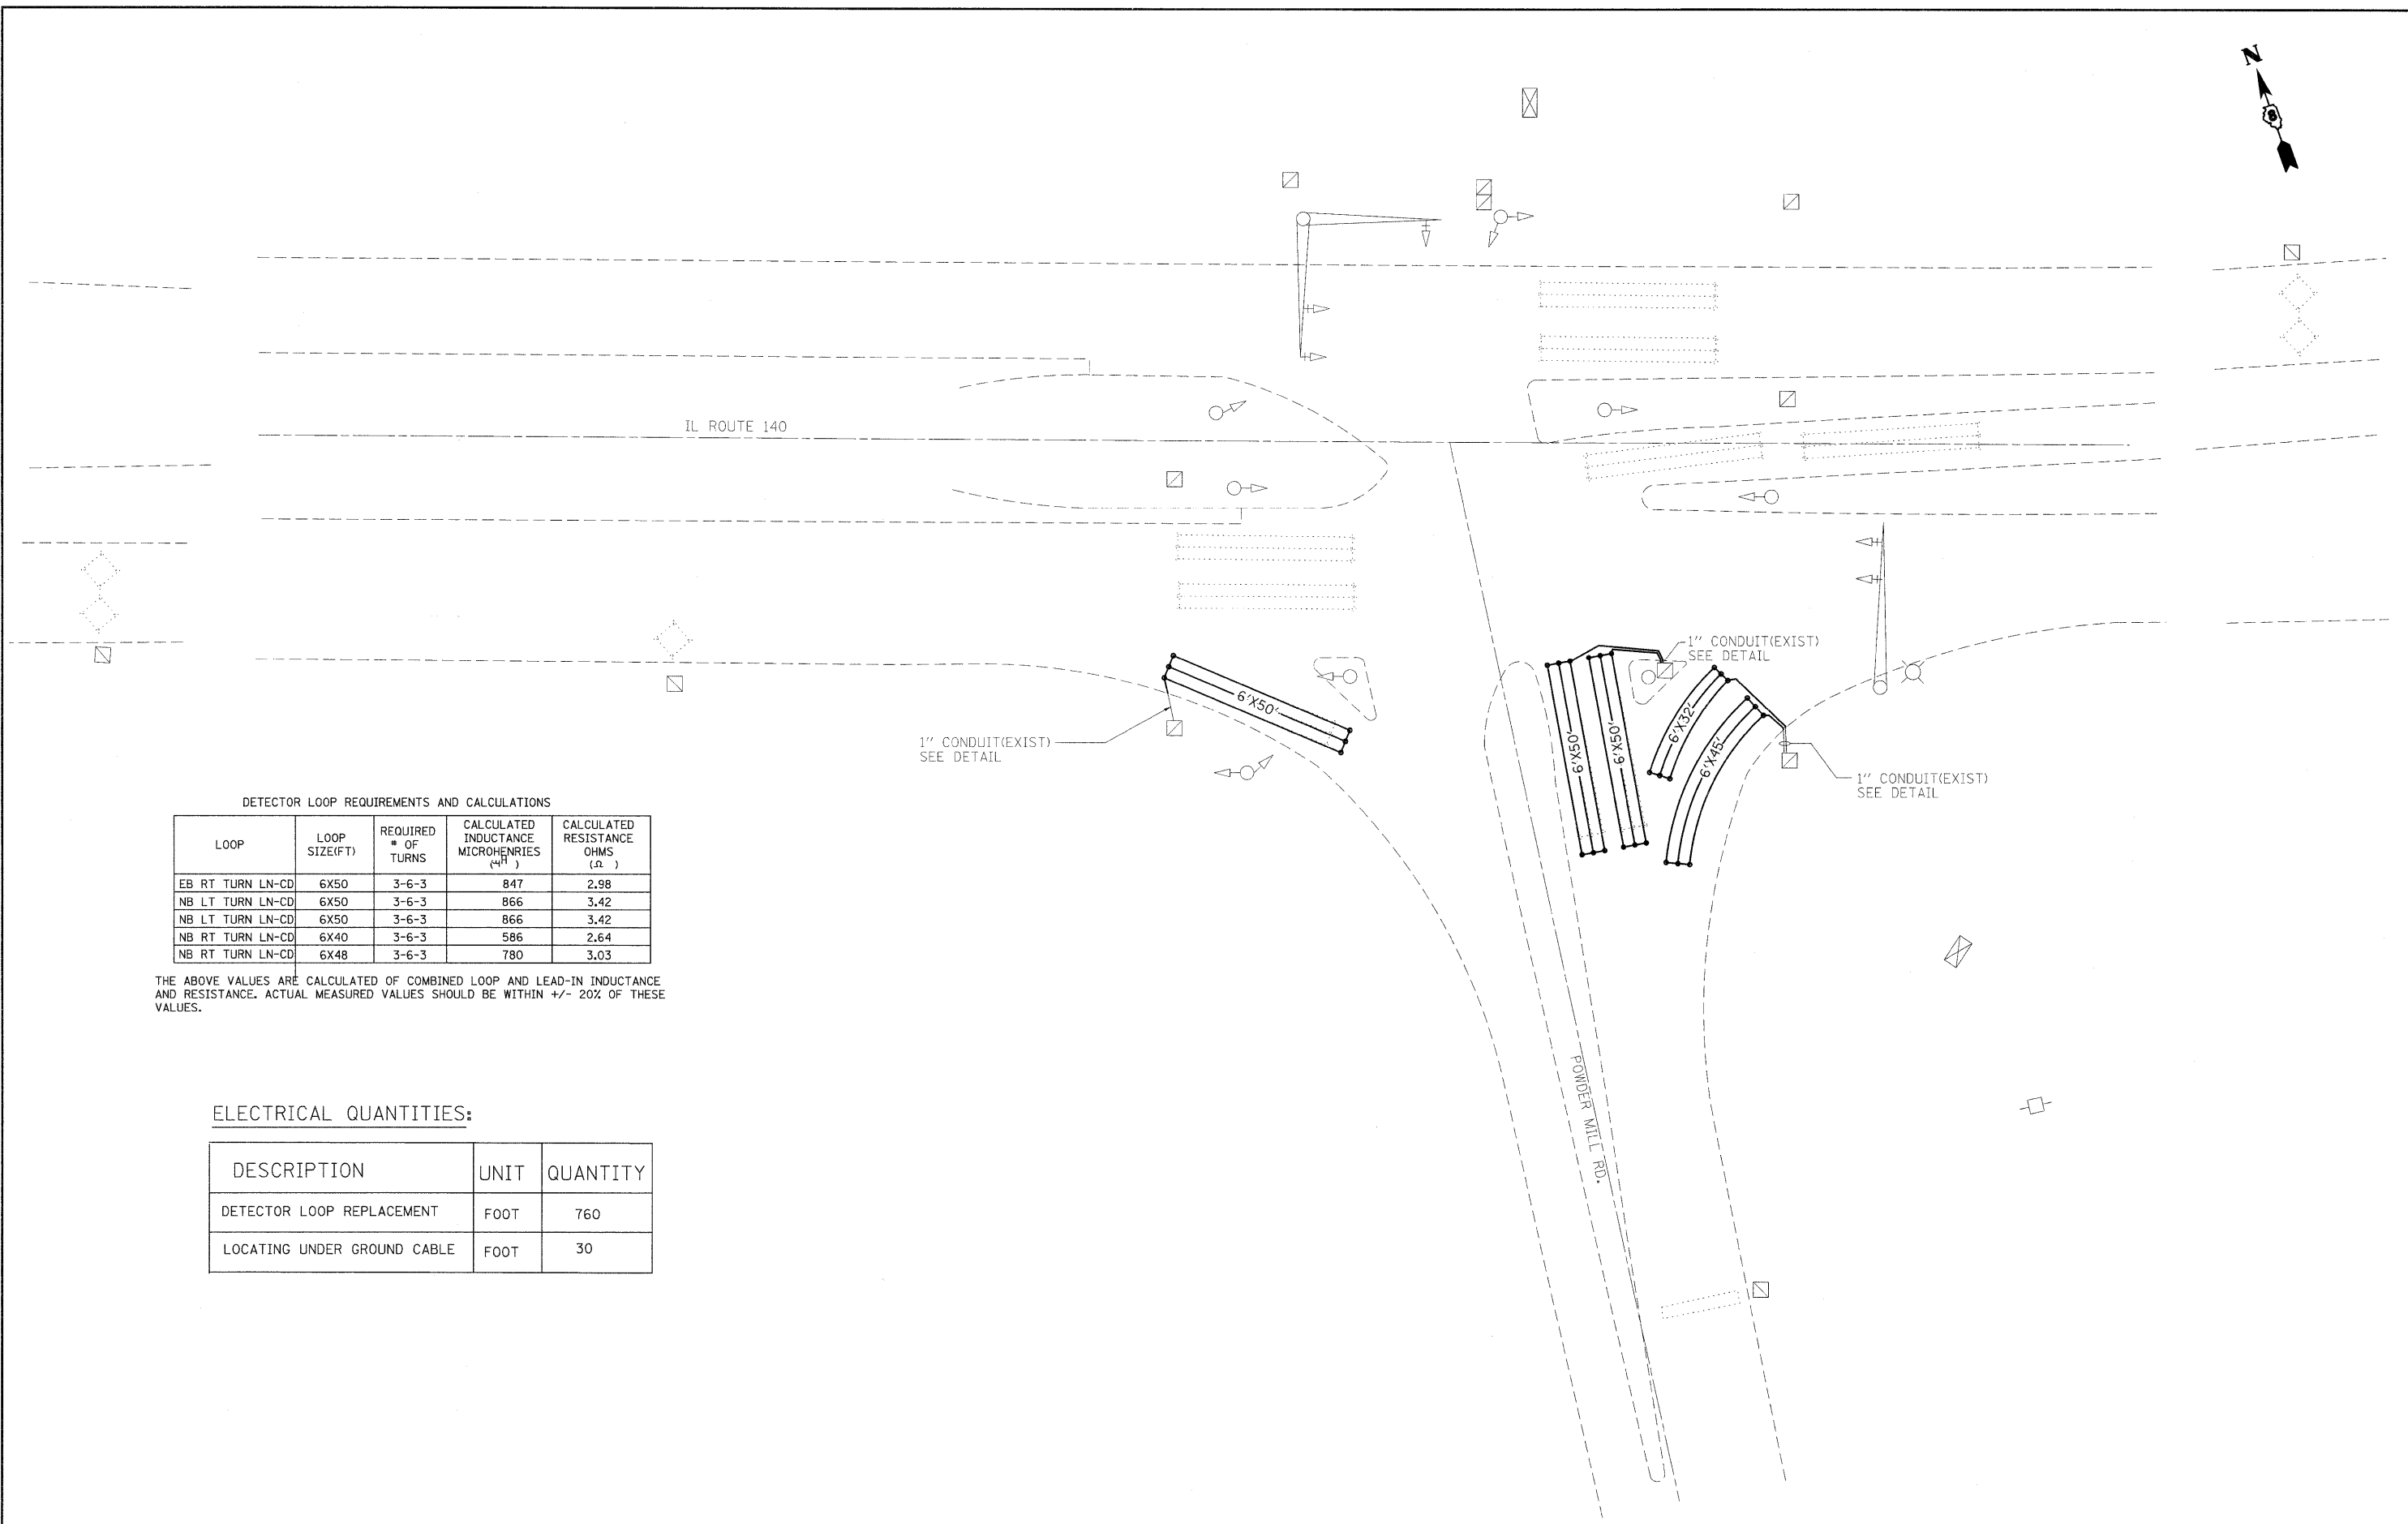 N
IL ROUTE 140
1" CONDUIT(EXIST)
SEE DETAIL
6'X50'
1" CONDUIT(EXIST)
SEE DETAIL
6'X50'
6'X50'
6'X32'
6'X45'
1" CONDUIT(EXIST)
SEE DETAIL
POWDER MILL RD.
DETECTOR LOOP REQUIREMENTS AND CALCULATIONS
LOOP
LOOP
SIZE(FT)
REQUIRED
# OF
TURNS
CALCULATED
INDUCTANCE
MICROHENRIES
CALCULATED
RESISTANCE
OHMS
(Ω )
EB RT TURN LN-CD 6X50 3-6-3 847 2.98
NB LT TURN LN-CD 6X50 3-6-3 866 3.42
NB LT TURN LN-CD 6X50 3-6-3 866 3.42
NB RT TURN LN-CD 6X40 3-6-3 586 2.64
NB RT TURN LN-CD 6X48 3-6-3 780 3.03
THE ABOVE VALUES ARE CALCULATED OF COMBINED LOOP AND LEAD-IN INDUCTANCE
AND RESISTANCE. ACTUAL MEASURED VALUES SHOULD BE WITHIN +/- 20% OF THESE
VALUES.
ELECTRICAL QUANTITIES:
DESCRIPTION UNIT QUANTITY
DETECTOR LOOP REPLACEMENT FOOT 760
LOCATING UNDER GROUND CABLE FOOT 30